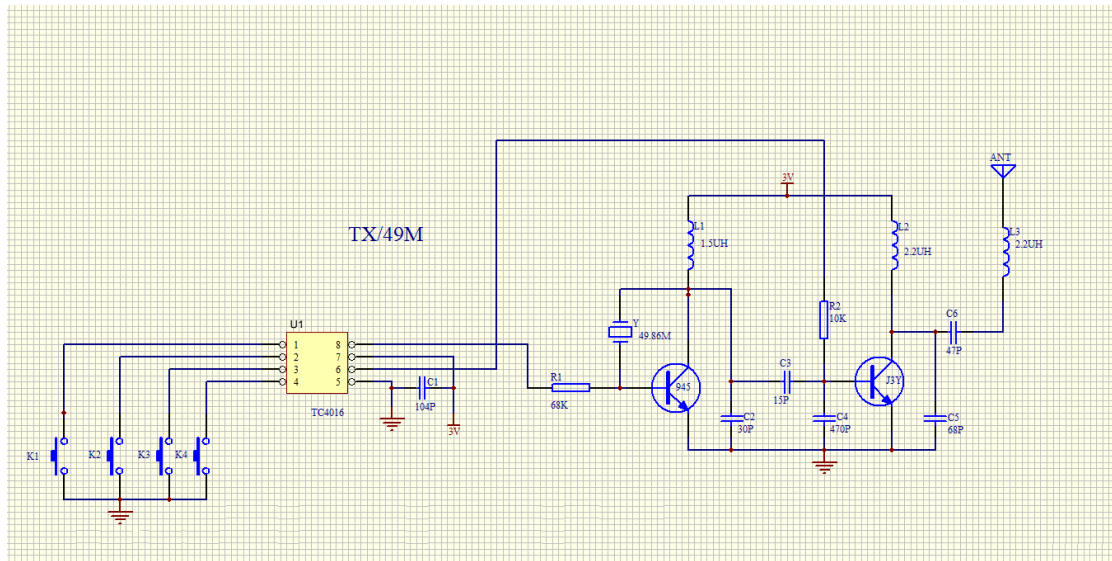 ANT
3V
L1
1.5UH
L2
2.2UH
L3
2.2UH
TX/49M
R2
10K
C6
47P
Y
49.86M
U1
1 8
2 7
3 6
4 5
TC4016
C1
104P
3V
R1
68K
945
C3
15P
J3Y
C2
30P
C4
470P
C5
68P
K1
K2
K3
K4